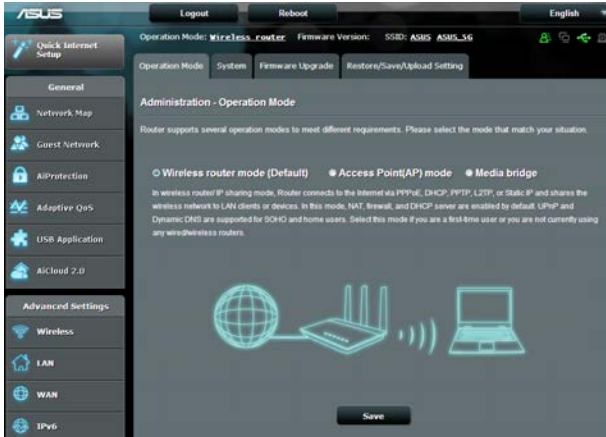 ASUS Logout Reboot English
Operation Mode: Wireless router Firmware Version: SSID: ASUS ASUS_5G
Quick Internet
Setup
Operation Mode System Firmware Upgrade Restore/Save/Upload Setting
General
Administration - Operation Mode
Network Map
Router supports several operation modes to meet different requirements. Please select the mode that match your situation.
Guest Network
Wireless router mode (Default) Access Point(AP) mode Media bridge
AiProtection
In wireless router/ IP sharing mode, Router connects to the Internet via PPPoE, DHCP, PPTP, L2TP, or Static IP and shares the
wireless network to LAN clients or devices. In this mode, NAT, firewall, and DHCP server are enabled by default. UPnP and
Dynamic DNS are supported for SOHO and home users. Select this mode if you are a first-time user or you are not currently using
any wired/wireless routers.
Adaptive QoS
USB Application
AiCloud 2.0
Advanced Settings
Wireless
LAN
WAN
IPv6
Save